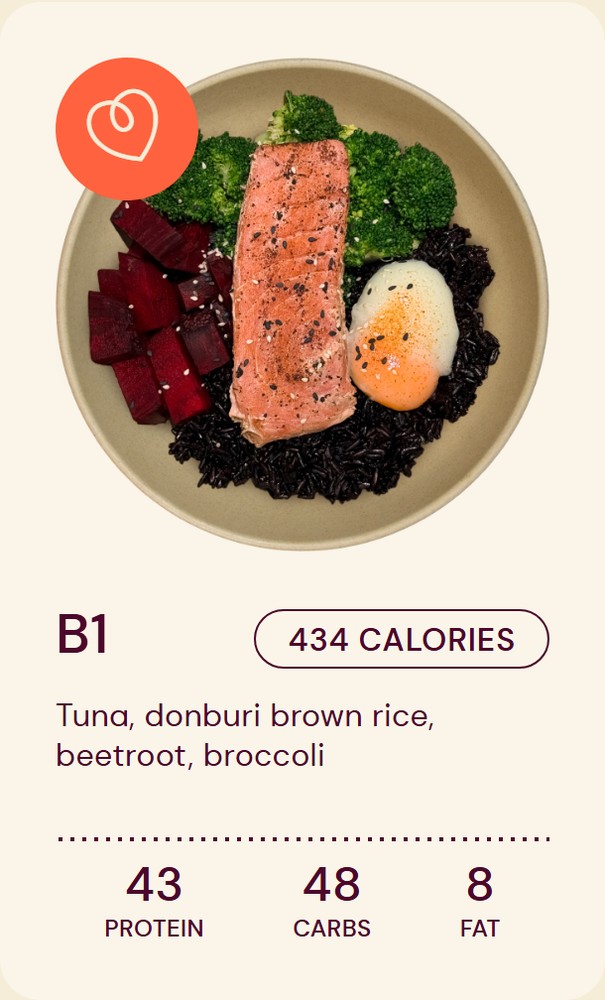 B1
434 CALORIES
Tuna, donburi brown rice,
beetroot, broccoli
43 48 8
PROTEIN CARBS FAT